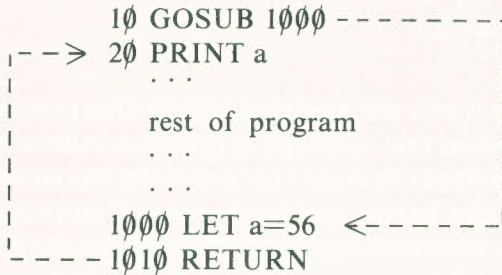 10 GOSUB 1000
20 PRINT a
. . .
rest of program
. . .
. . .
1000 LET a=56
1010 RETURN